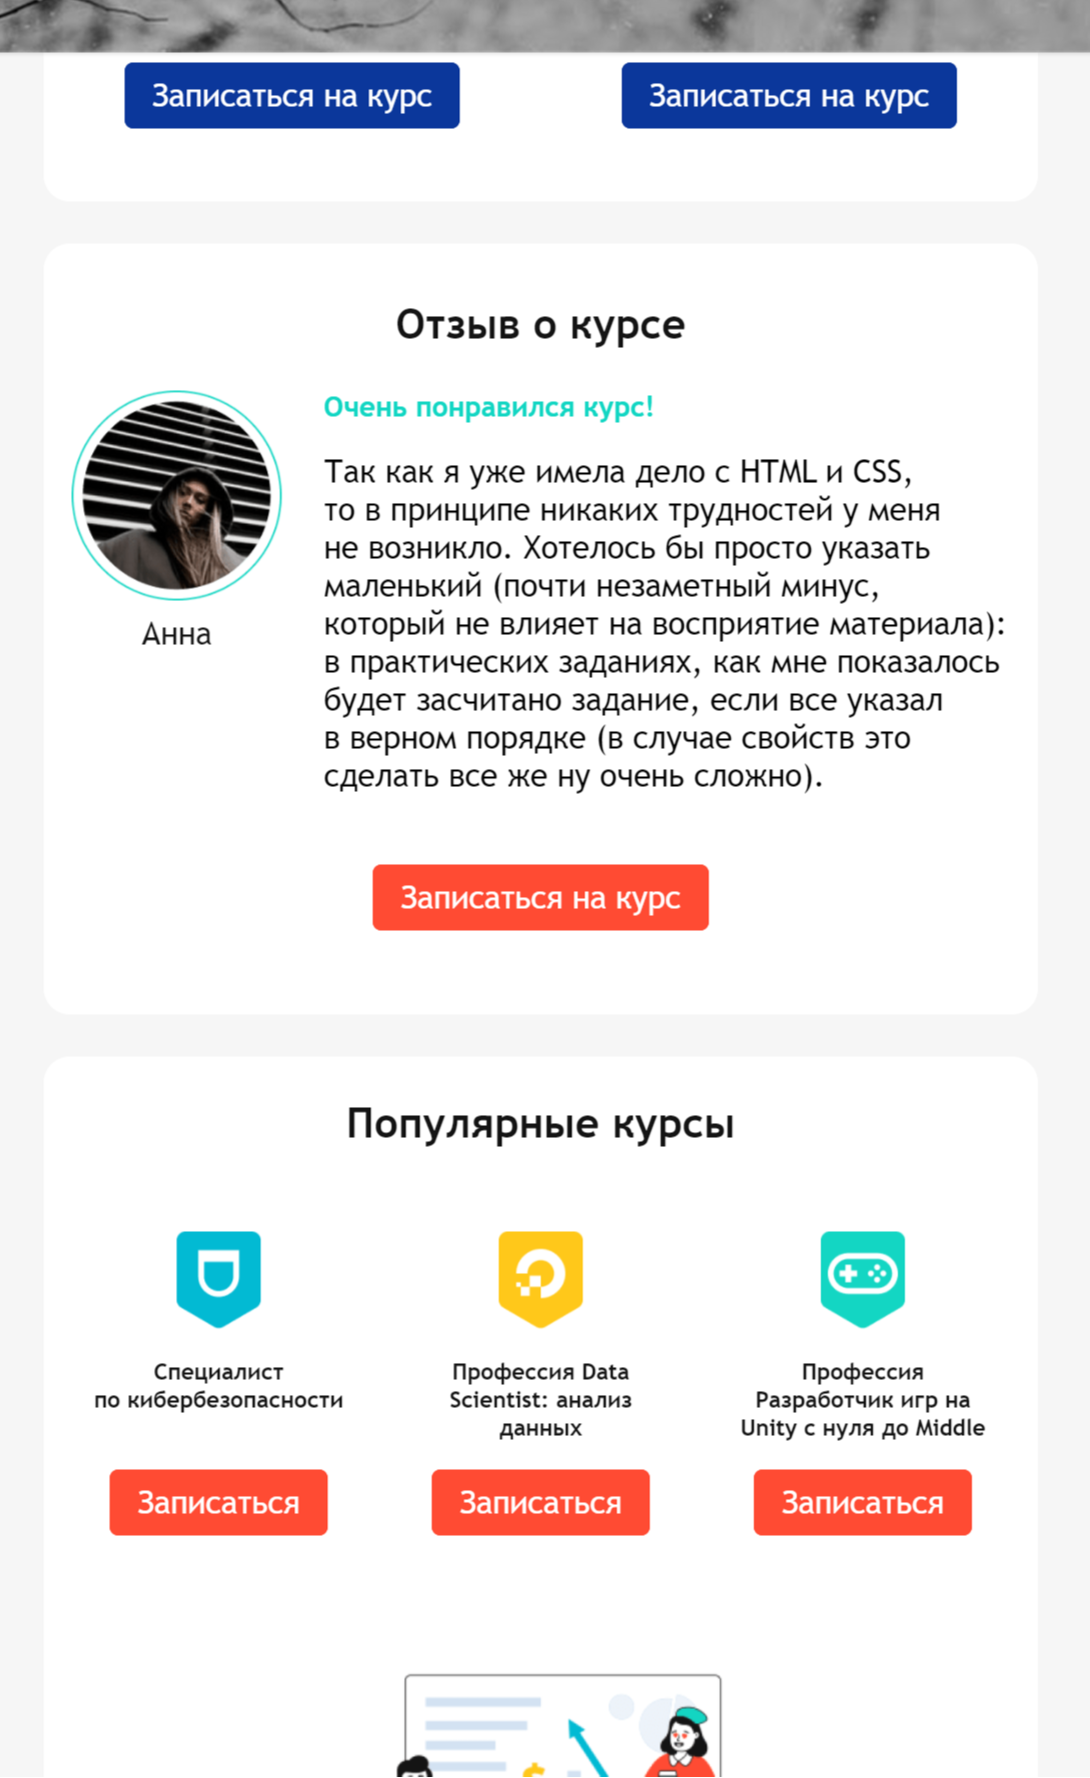 Записаться на курс
Записаться на курс
Отзыв о курсе
Очень понравился курс!
Так как я уже имела дело с HTML и CSS,
то в принципе никаких трудностей у меня
не возникло. Хотелось бы просто указать
маленький (почти незаметный минус,
который не влияет на восприятие материала):
в практических заданиях, как мне показалось
будет засчитано задание, если все указал
в верном порядке (в случае свойств это
сделать все же ну очень сложно).
Анна
Записаться на курс
Популярные курсы
Специалист
по кибербезопасности
Профессия Data
Scientist: анализ
данных
Профессия
Разработчик игр на
Unity с нуля до Middle
Записаться
Записаться
Записаться